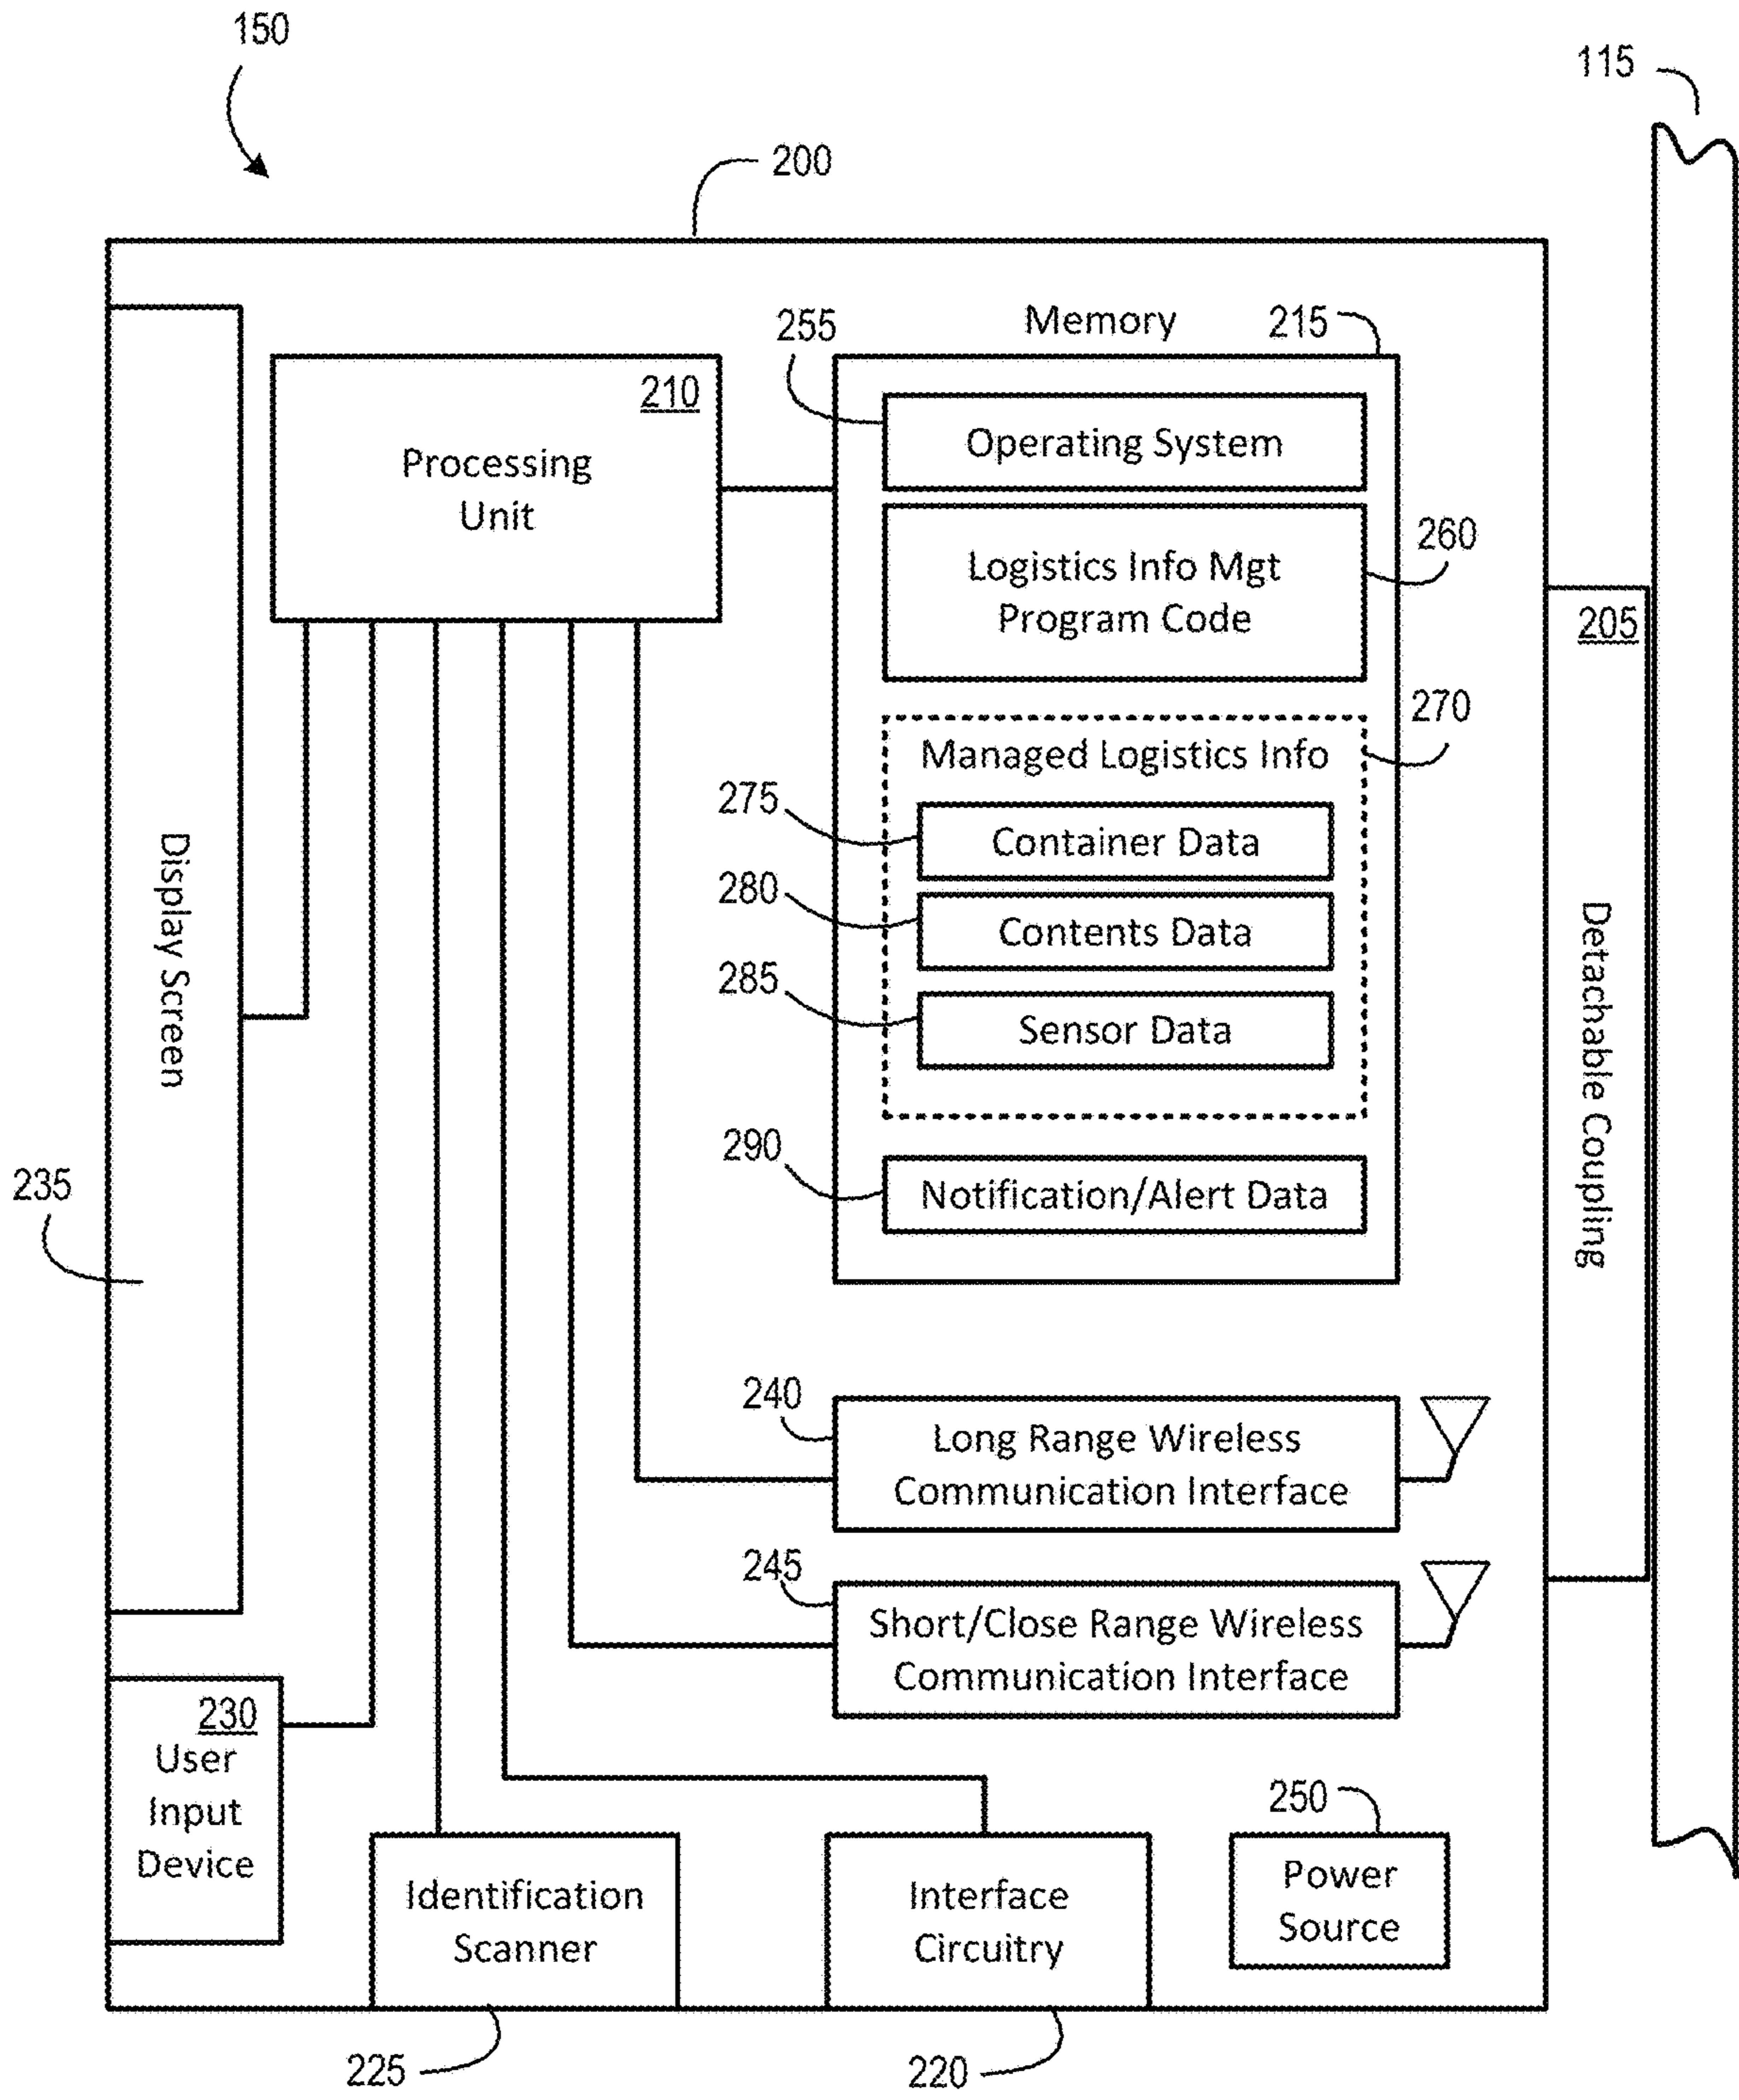 150
115
200
Memory
215
255
210
Processing
Unit
Operating System
260
Logistics Info Mgt
Program Code
205
270
Managed Logistics Info
275
Container Data
280
Contents Data
285
Sensor Data
290
Notification/Alert Data
Display Screen
Detachable Coupling
235
240
Long Range Wireless
Communication Interface
245
Short/Close Range Wireless
Communication Interface
230
User
Input
Device
250
Power
Source
Identification
Scanner
Interface
Circuitry
225
220